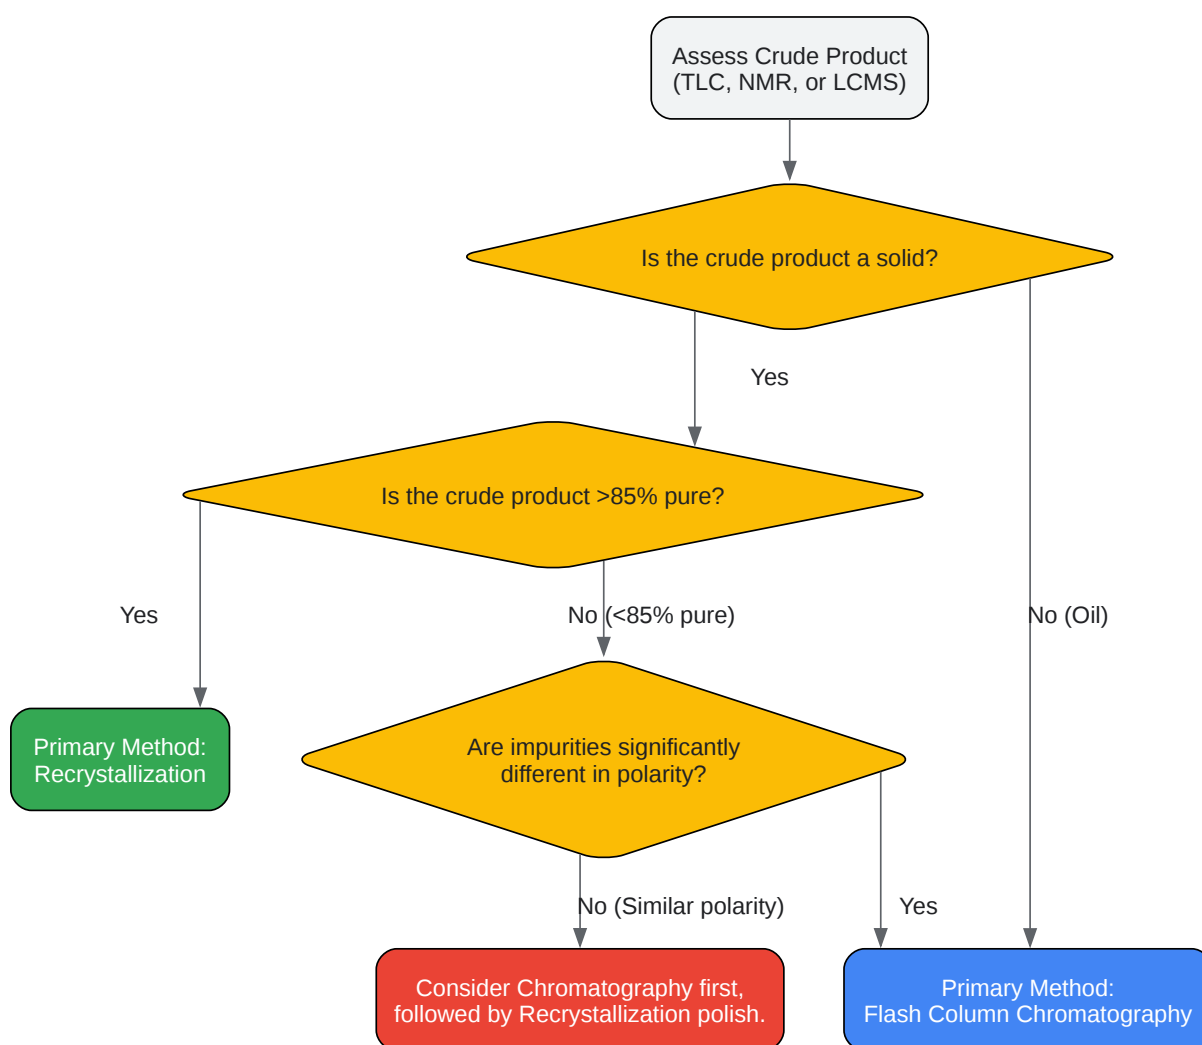 Assess Crude Product
(TLC, NMR, or LCMS)
Is the crude product a solid?
Yes
Is the crude product >85% pure?
Yes
No (<85% pure)
No (Oil)
Primary Method:
Recrystallization
Are impurities significantly
different in polarity?
No (Similar polarity)
Yes
Consider Chromatography first,
followed by Recrystallization polish.
Primary Method:
Flash Column Chromatography